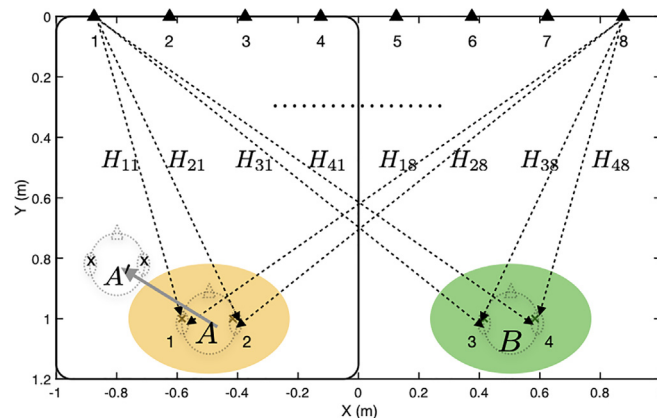 1 2 3 4 5 6 7 8
0
0.2
0.4
0.6
0.8
1
1.2
Y (m)
H11 H21 H31 H41 H18 H28 H38 H48
x x
A'
x x x x
1 A 2 3 B 4
-1 -0.8 -0.6 -0.4 -0.2 0 0.2 0.4 0.6 0.8 1
X (m)